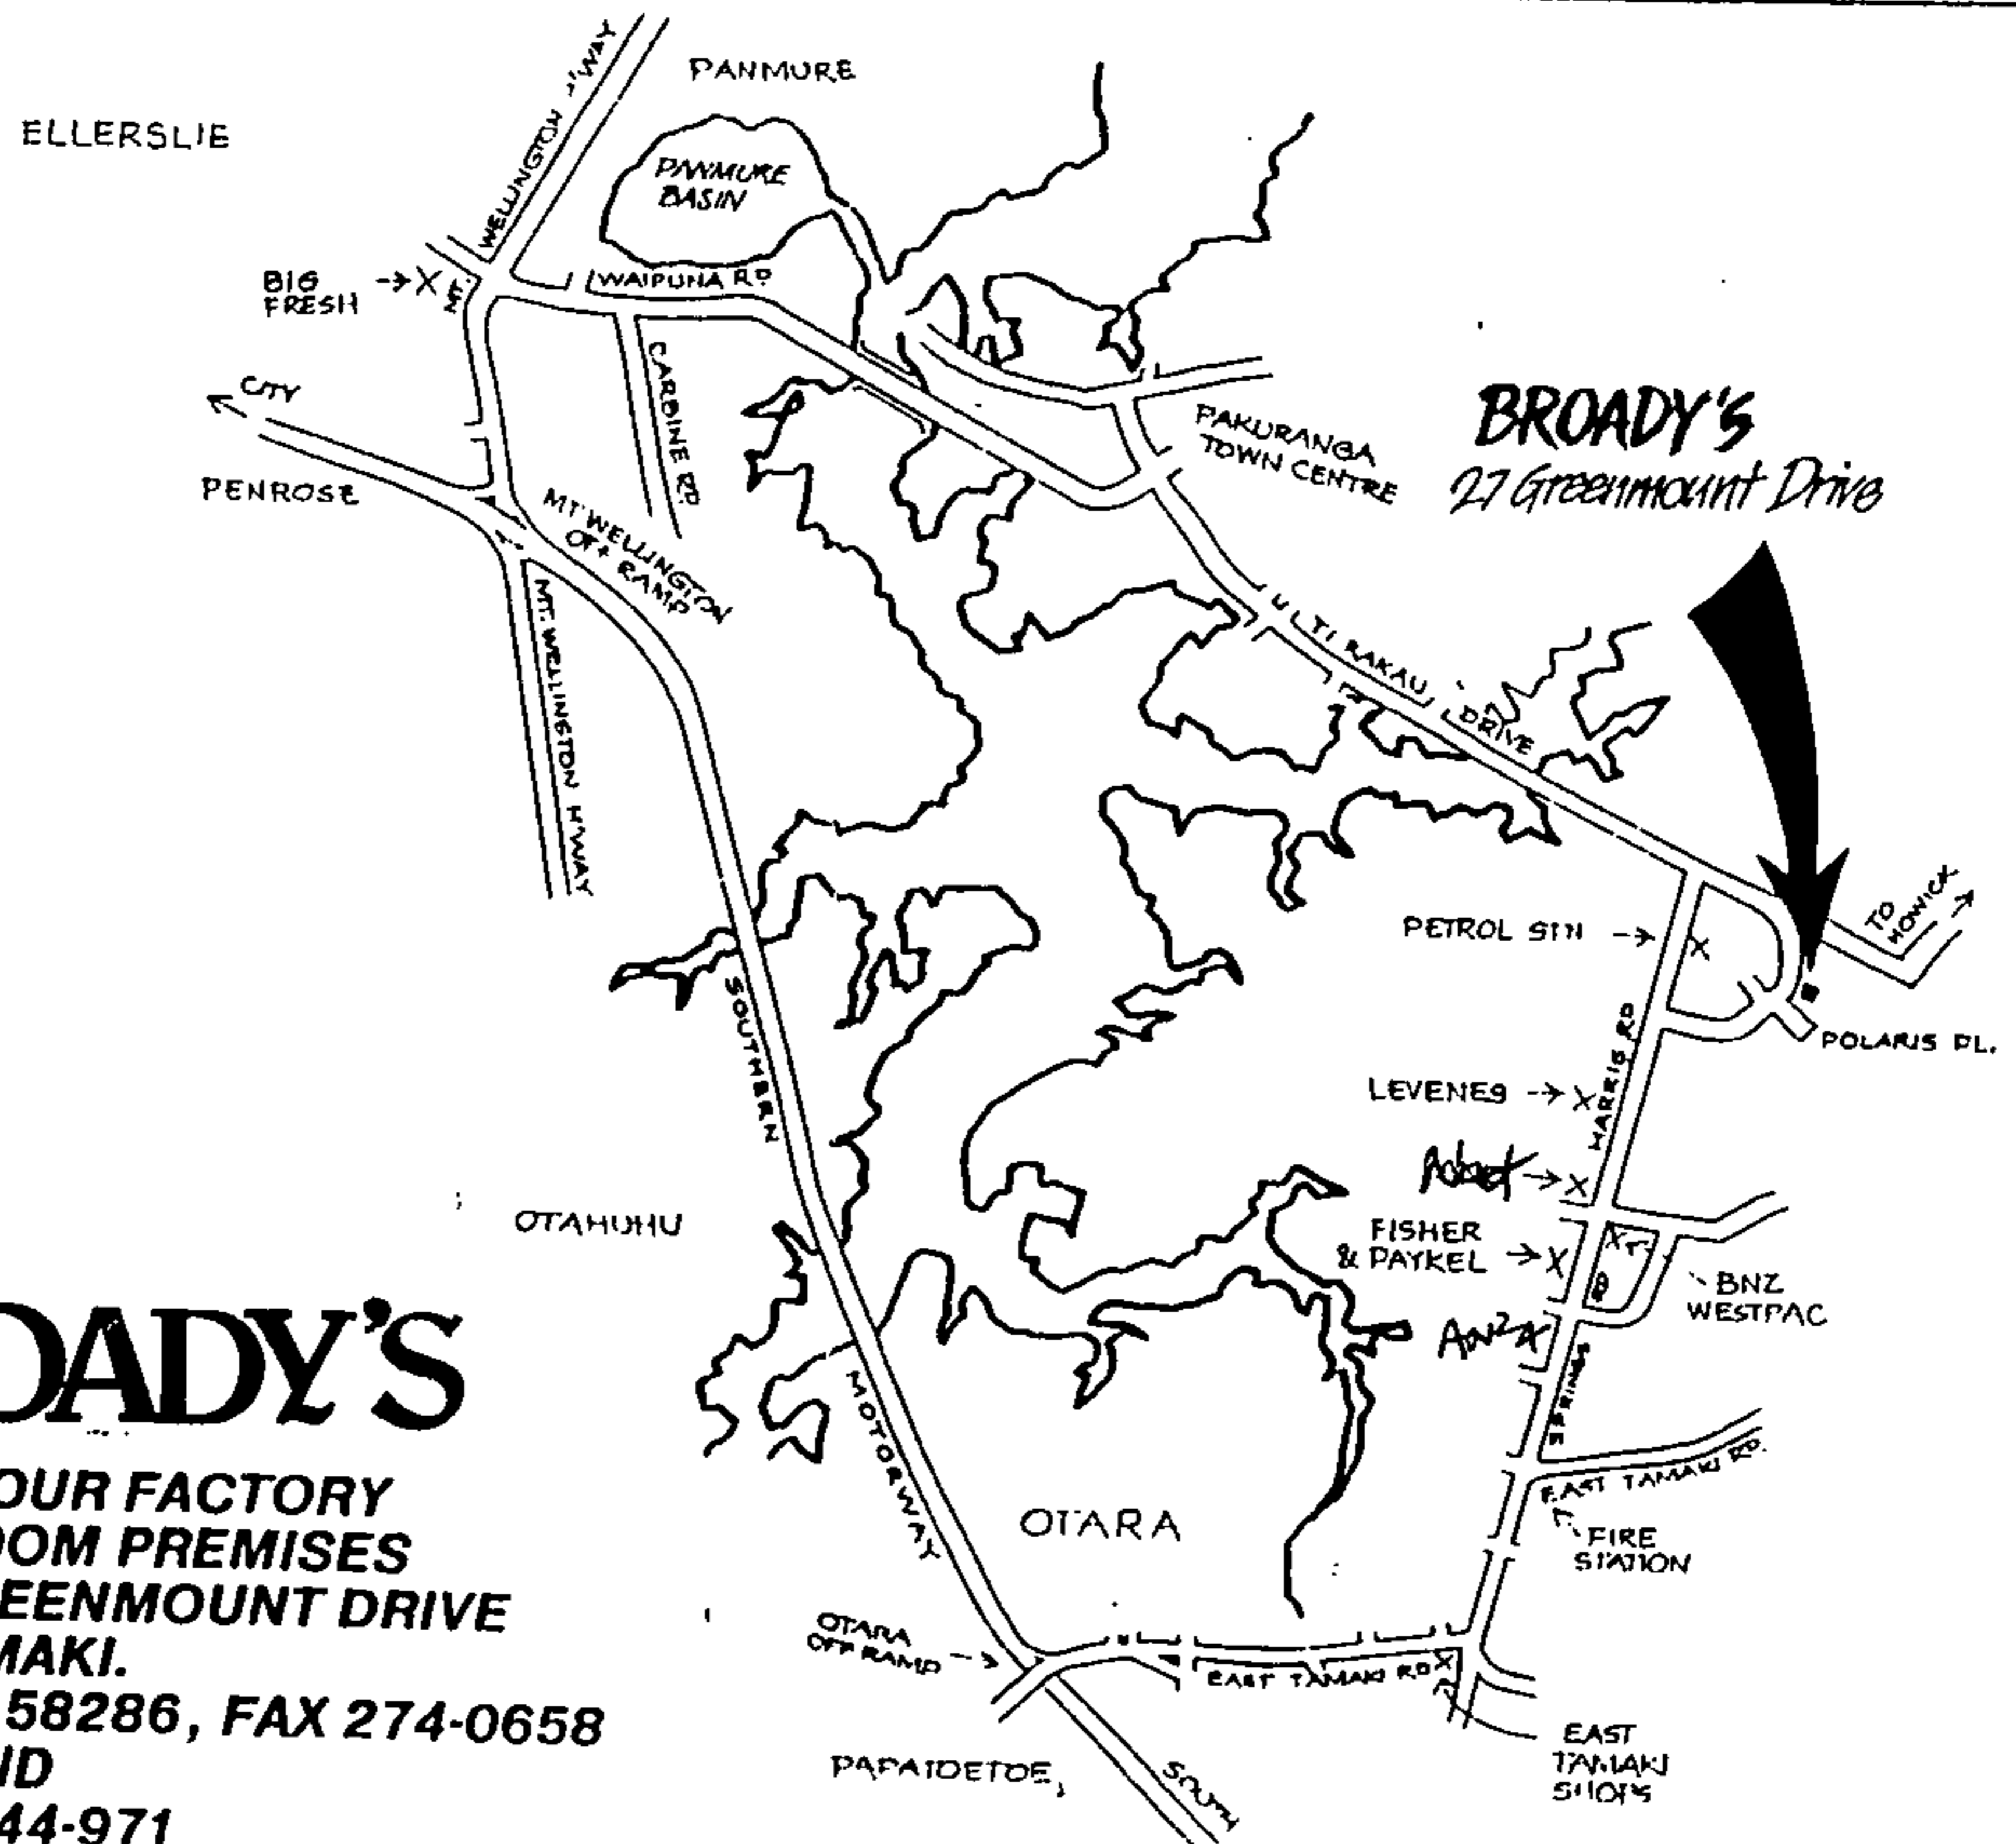 PANMURE
ELLERSLIE
WELLINGTON H'WAY
PANMURE
BASIN
BIG
FRESH
MT.
WAIPUNA RD
CARBINE RD
CITY
PENROSE
MT WELLINGTON
OFF RAMP
MT. WELLINGTON H'WAY
PAKURANGA
TOWN CENTRE
BROADY'S
27 Greenmount Drive
TI RAKAU DRIVE
TO
HOWICK
PETROL STN
POLARIS PL.
HARRIS RD
LEVENES
SOUTHERN
OTAHUHU
FISHER
& PAYKEL
BNZ
WESTPAC
ANZ
SPRINGS
MOTORWAY
EAST TAMAKI RD.
FIRE
STATION
OTARA
OTARA
OFF RAMP
EAST TAMAKI RD
EAST
TAMAKI
SHOPS
PAPATOETOE
SOUTH
OADY'S
OUR FACTORY
OOM PREMISES
EENMOUNT DRIVE
MAKI.
58286, FAX 274-0658
ID
44-971